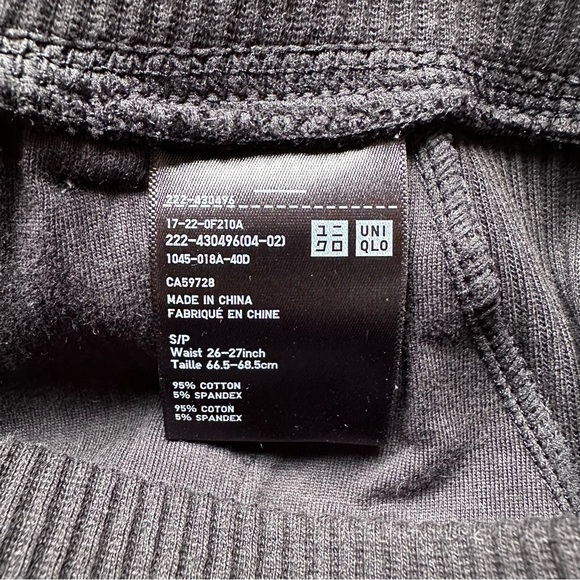 222-430496
17-22-0F210A
222-430496(04-02)
1045-018A-40D
ユニ
クロ
UNI
QLO
CA59728
MADE IN CHINA
FABRIQUÉ EN CHINE
S/P
Waist 26-27inch
Taille 66.5-68.5cm
95% COTTON
5% SPANDEX
95% COTON
5% SPANDEX